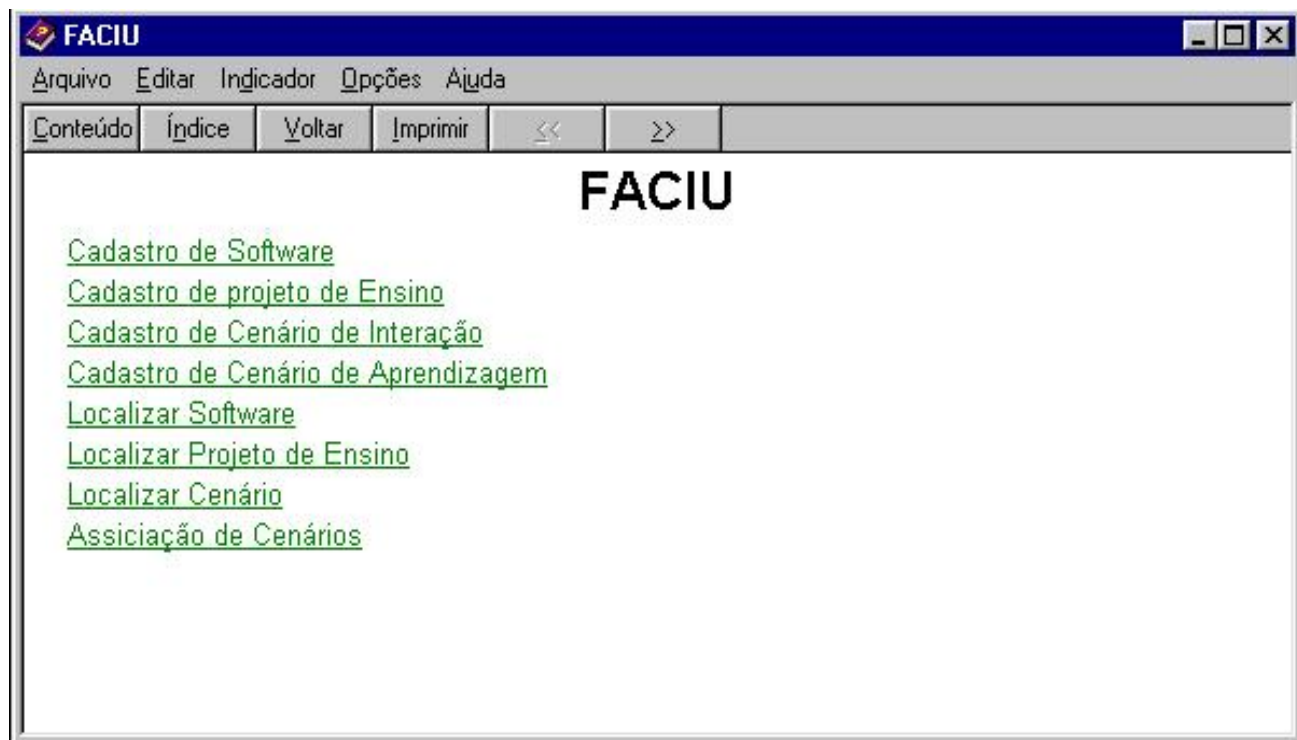 FACIU
Arquivo Editar Indicador Opções Ajuda
Conteúdo Índice Voltar Imprimir << >>
FACIU
Cadastro de Software
Cadastro de projeto de Ensino
Cadastro de Cenário de Interação
Cadastro de Cenário de Aprendizagem
Localizar Software
Localizar Projeto de Ensino
Localizar Cenário
Assiciação de Cenários